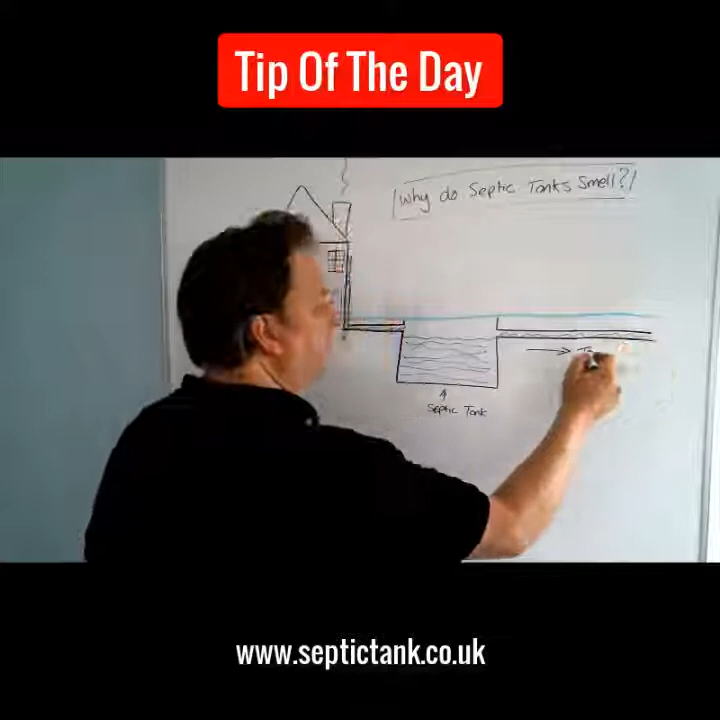 Tip Of The Day
Why do Septic Tanks Smell?
Septic Tank
www.septictank.co.uk